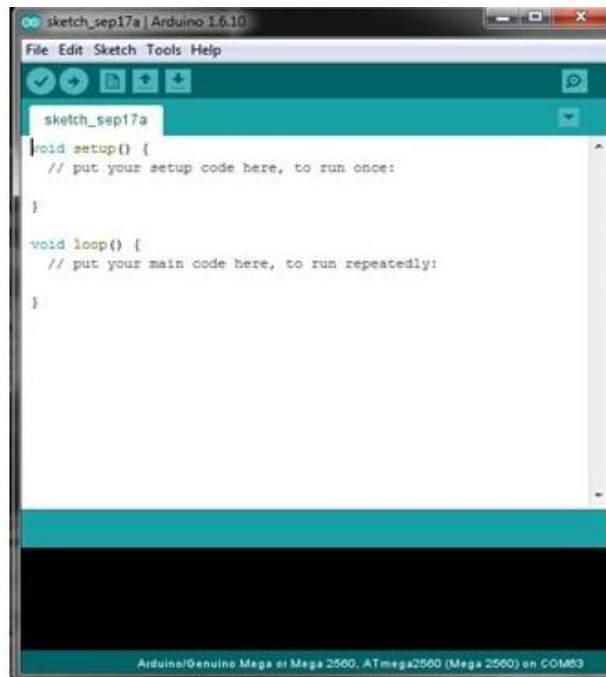 sketch_sep17a | Arduino 1.6.10
File Edit Sketch Tools Help
sketch_sep17a
void setup() {
// put your setup code here, to run once:
}
void loop() {
// put your main code here, to run repeatedly:
}
Arduino/Genuino Mega or Mega 2560, ATmega2560 (Mega 2560) on COM63